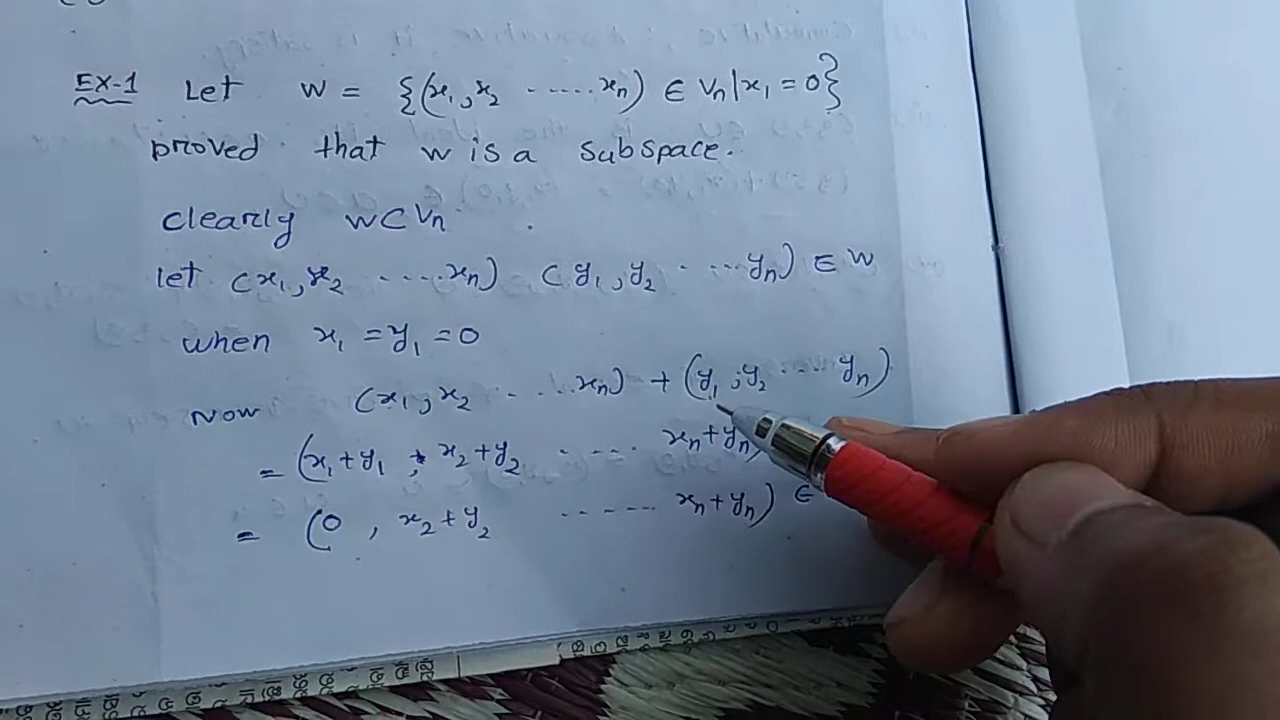 EX-1 Let W = {(x₁,x₂ ......xₙ) ∈ Vₙ|x₁ = 0}
proved that W is a subspace.
clearly W⊂Vₙ.
let (x₁,x₂ .....xₙ) (y₁,y₂ ....yₙ) ∈ W
when x₁ = y₁ = 0
Now (x₁,x₂ ....xₙ) + (y₁,y₂ .....yₙ)
= (x₁+y₁, x₂+y₂ ..... xₙ+yₙ)
= (0, x₂+y₂ ...... xₙ+yₙ) ∈